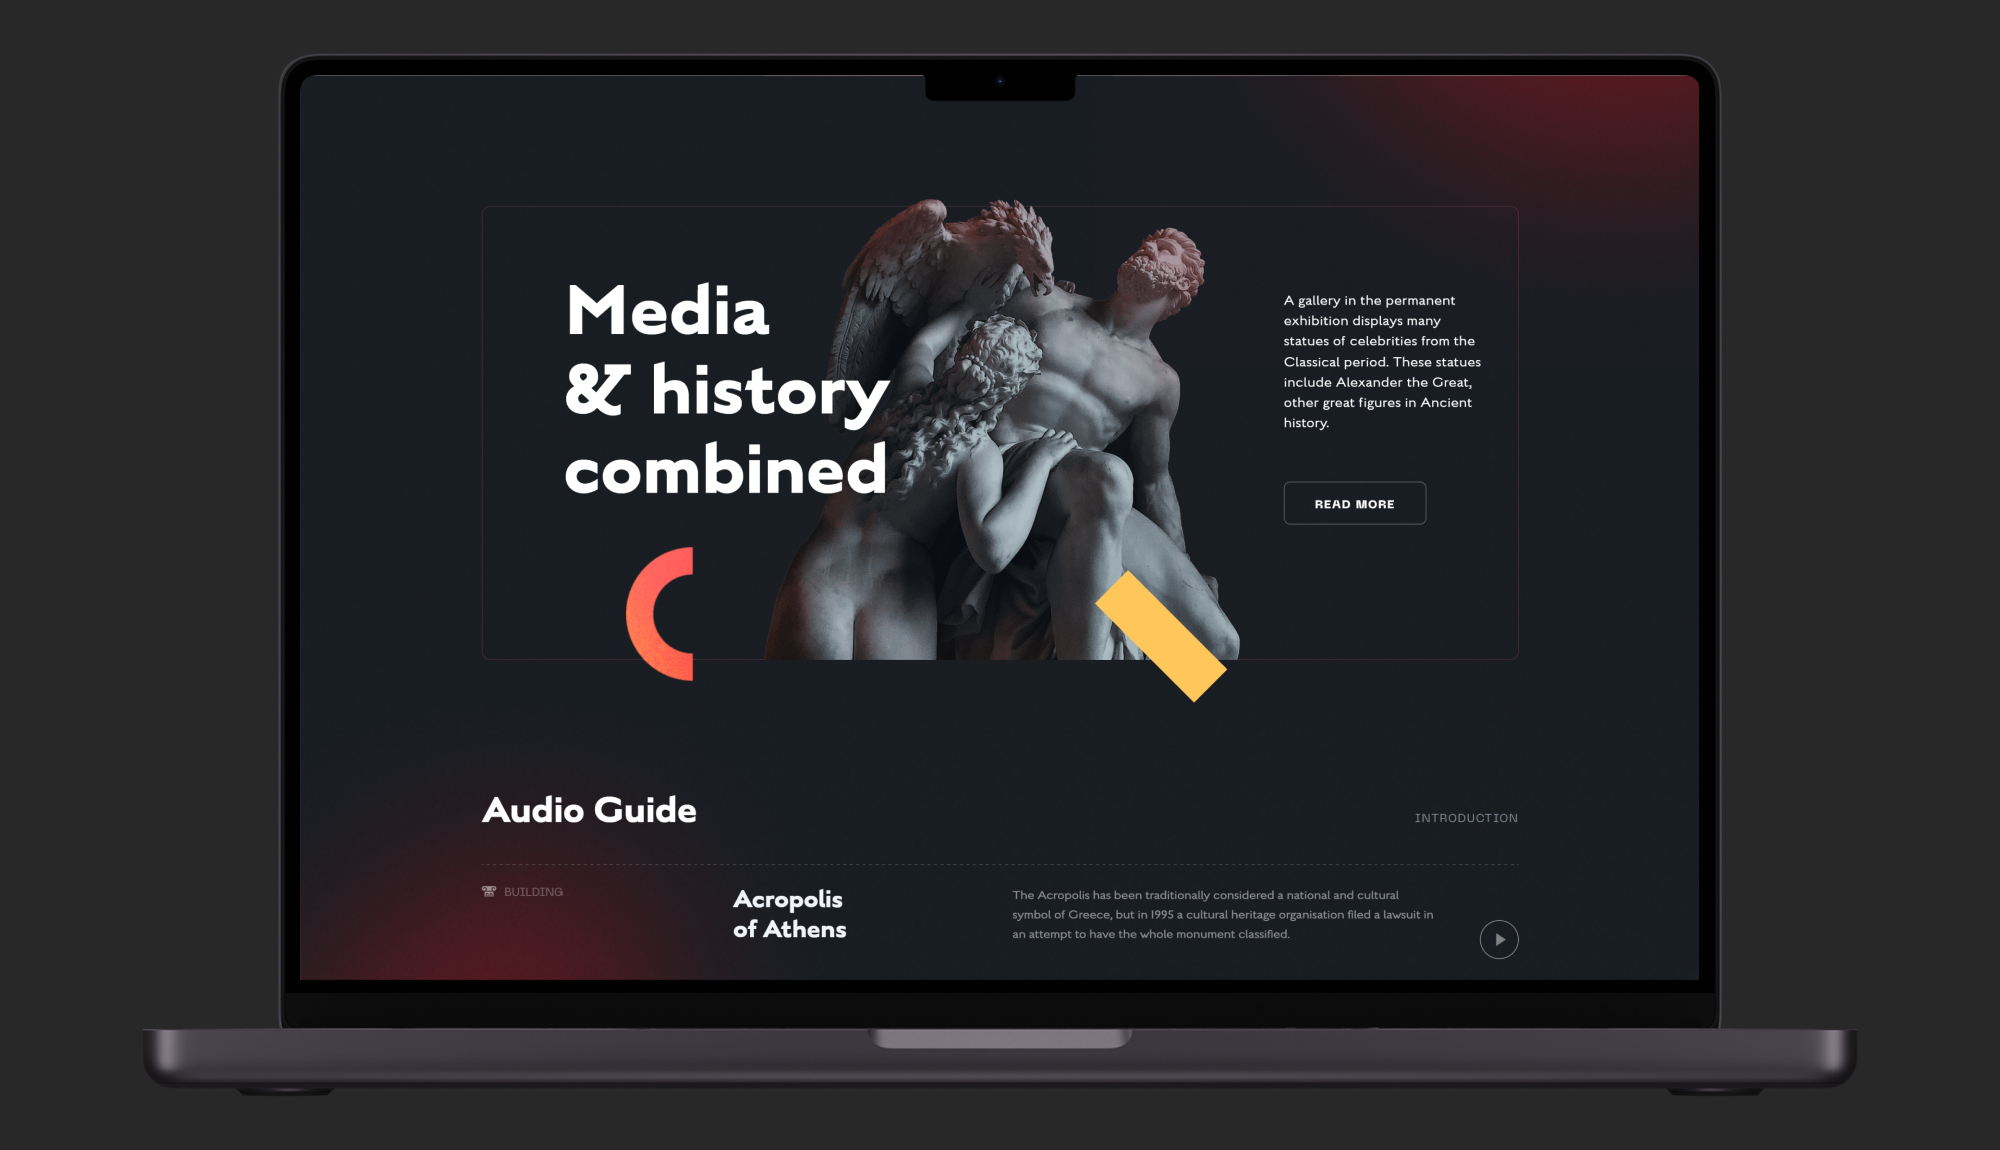 Media
& history
combined
A gallery in the permanent
exhibition displays many
statues of celebrities from the
Classical period. These statues
include Alexander the Great,
other great figures in Ancient
history.
READ MORE
Audio Guide
INTRODUCTION
BUILDING
Acropolis
of Athens
The Acropolis has been traditionally considered a national and cultural
symbol of Greece, but in 1995 a cultural heritage organisation filed a lawsuit in
an attempt to have the whole monument classified.